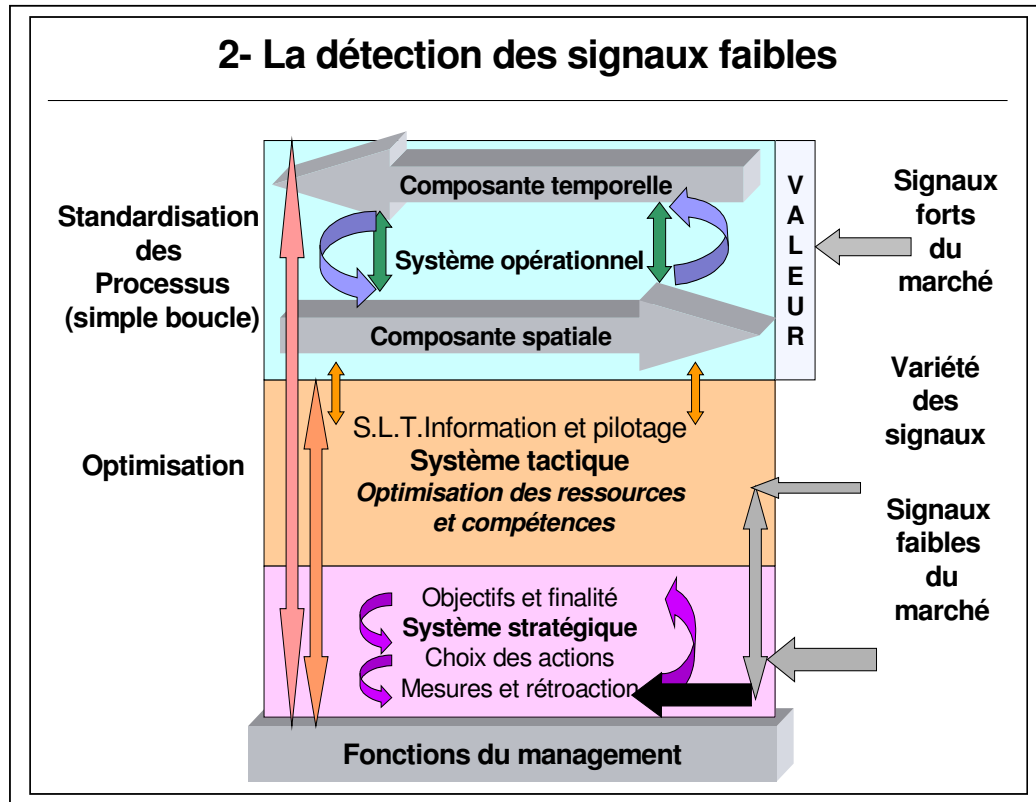 2- La détection des signaux faibles
Standardisation
des
Processus
(simple boucle)
Optimisation
Composante temporelle
Système opérationnel
Composante spatiale
V
A
L
E
U
R
S.L.T.Information et pilotage
Système tactique
Optimisation des ressources
et compétences
Objectifs et finalité
Système stratégique
Choix des actions
Mesures et rétroaction
Fonctions du management
Signaux
forts
du
marché
Variété
des
signaux
Signaux
faibles
du
marché